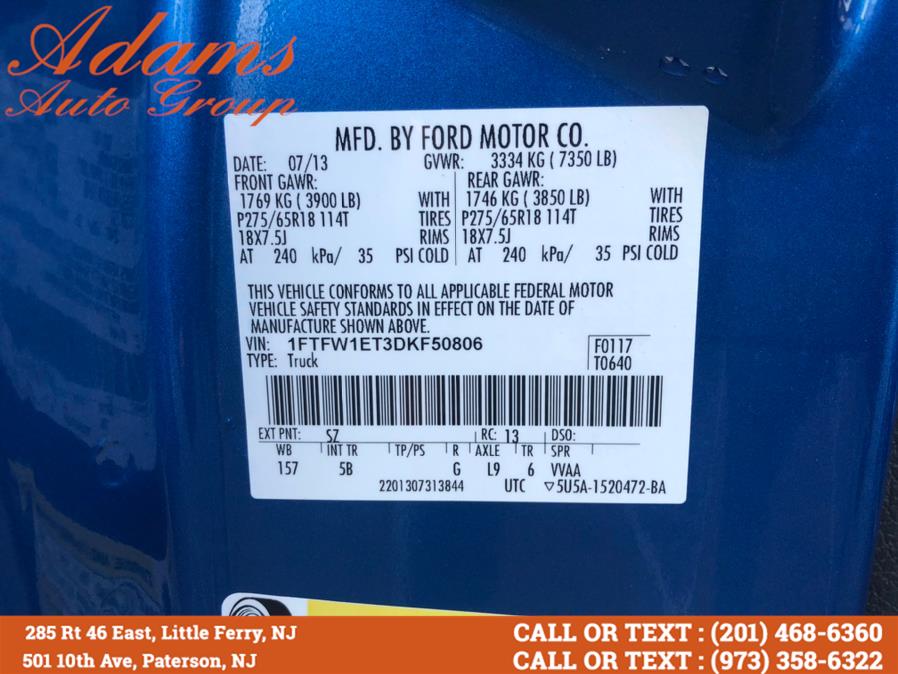 Adams
Auto Group
MFD. BY FORD MOTOR CO.
DATE: 07/13 GVWR: 3334 KG ( 7350 LB)
FRONT GAWR: REAR GAWR:
1769 KG ( 3900 LB) WITH 1746 KG ( 3850 LB) WITH
P275/65R18 114T TIRES P275/65R18 114T TIRES
18X7.5J RIMS 18X7.5J RIMS
AT 240 kPa/ 35 PSI COLD AT 240 kPa/ 35 PSI COLD
THIS VEHICLE CONFORMS TO ALL APPLICABLE FEDERAL MOTOR
VEHICLE SAFETY STANDARDS IN EFFECT ON THE DATE OF
MANUFACTURE SHOWN ABOVE.
VIN: 1FTFW1ET3DKF50806 F0117
TYPE: Truck T0640
EXT PNT: SZ RC: 13 DSO:
WB INT TR TP/PS R AXLE TR SPR
157 5B G L9 6 VVAA
2201307313844 UTC ▽5U5A-1520472-BA
285 Rt 46 East, Little Ferry, NJ CALL OR TEXT : (201) 468-6360
501 10th Ave, Paterson, NJ CALL OR TEXT : (973) 358-6322